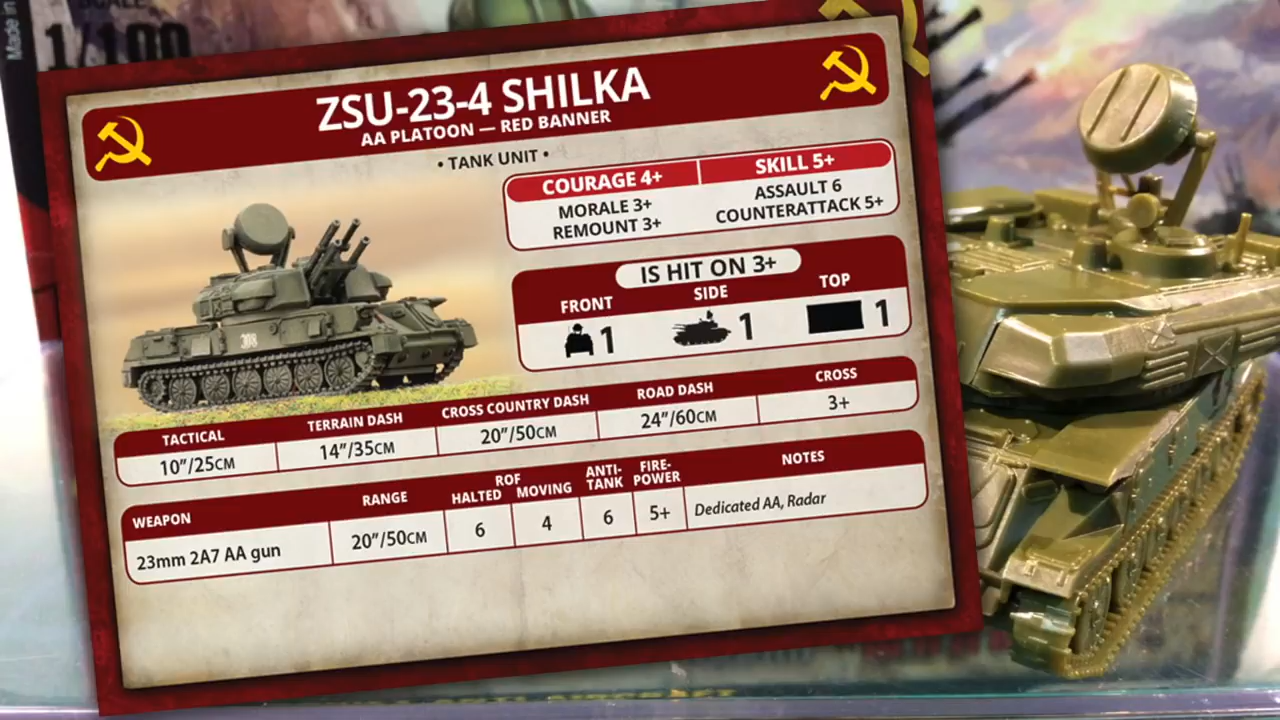 Made in
SCALE
1/100
ZSU-23-4 SHILKA
AA PLATOON — RED BANNER
• TANK UNIT •
COURAGE 4+
SKILL 5+
MORALE 3+
REMOUNT 3+
ASSAULT 6
COUNTERATTACK 5+
IS HIT ON 3+
FRONT
SIDE
TOP
1
1
1
TACTICAL
TERRAIN DASH
CROSS COUNTRY DASH
ROAD DASH
CROSS
10"/25CM
14"/35CM
20"/50CM
24"/60CM
3+
WEAPON
RANGE
ROF
HALTED
MOVING
ANTI-
TANK
FIRE-
POWER
NOTES
23mm 2A7 AA gun
20"/50CM
6
4
6
5+
Dedicated AA, Radar